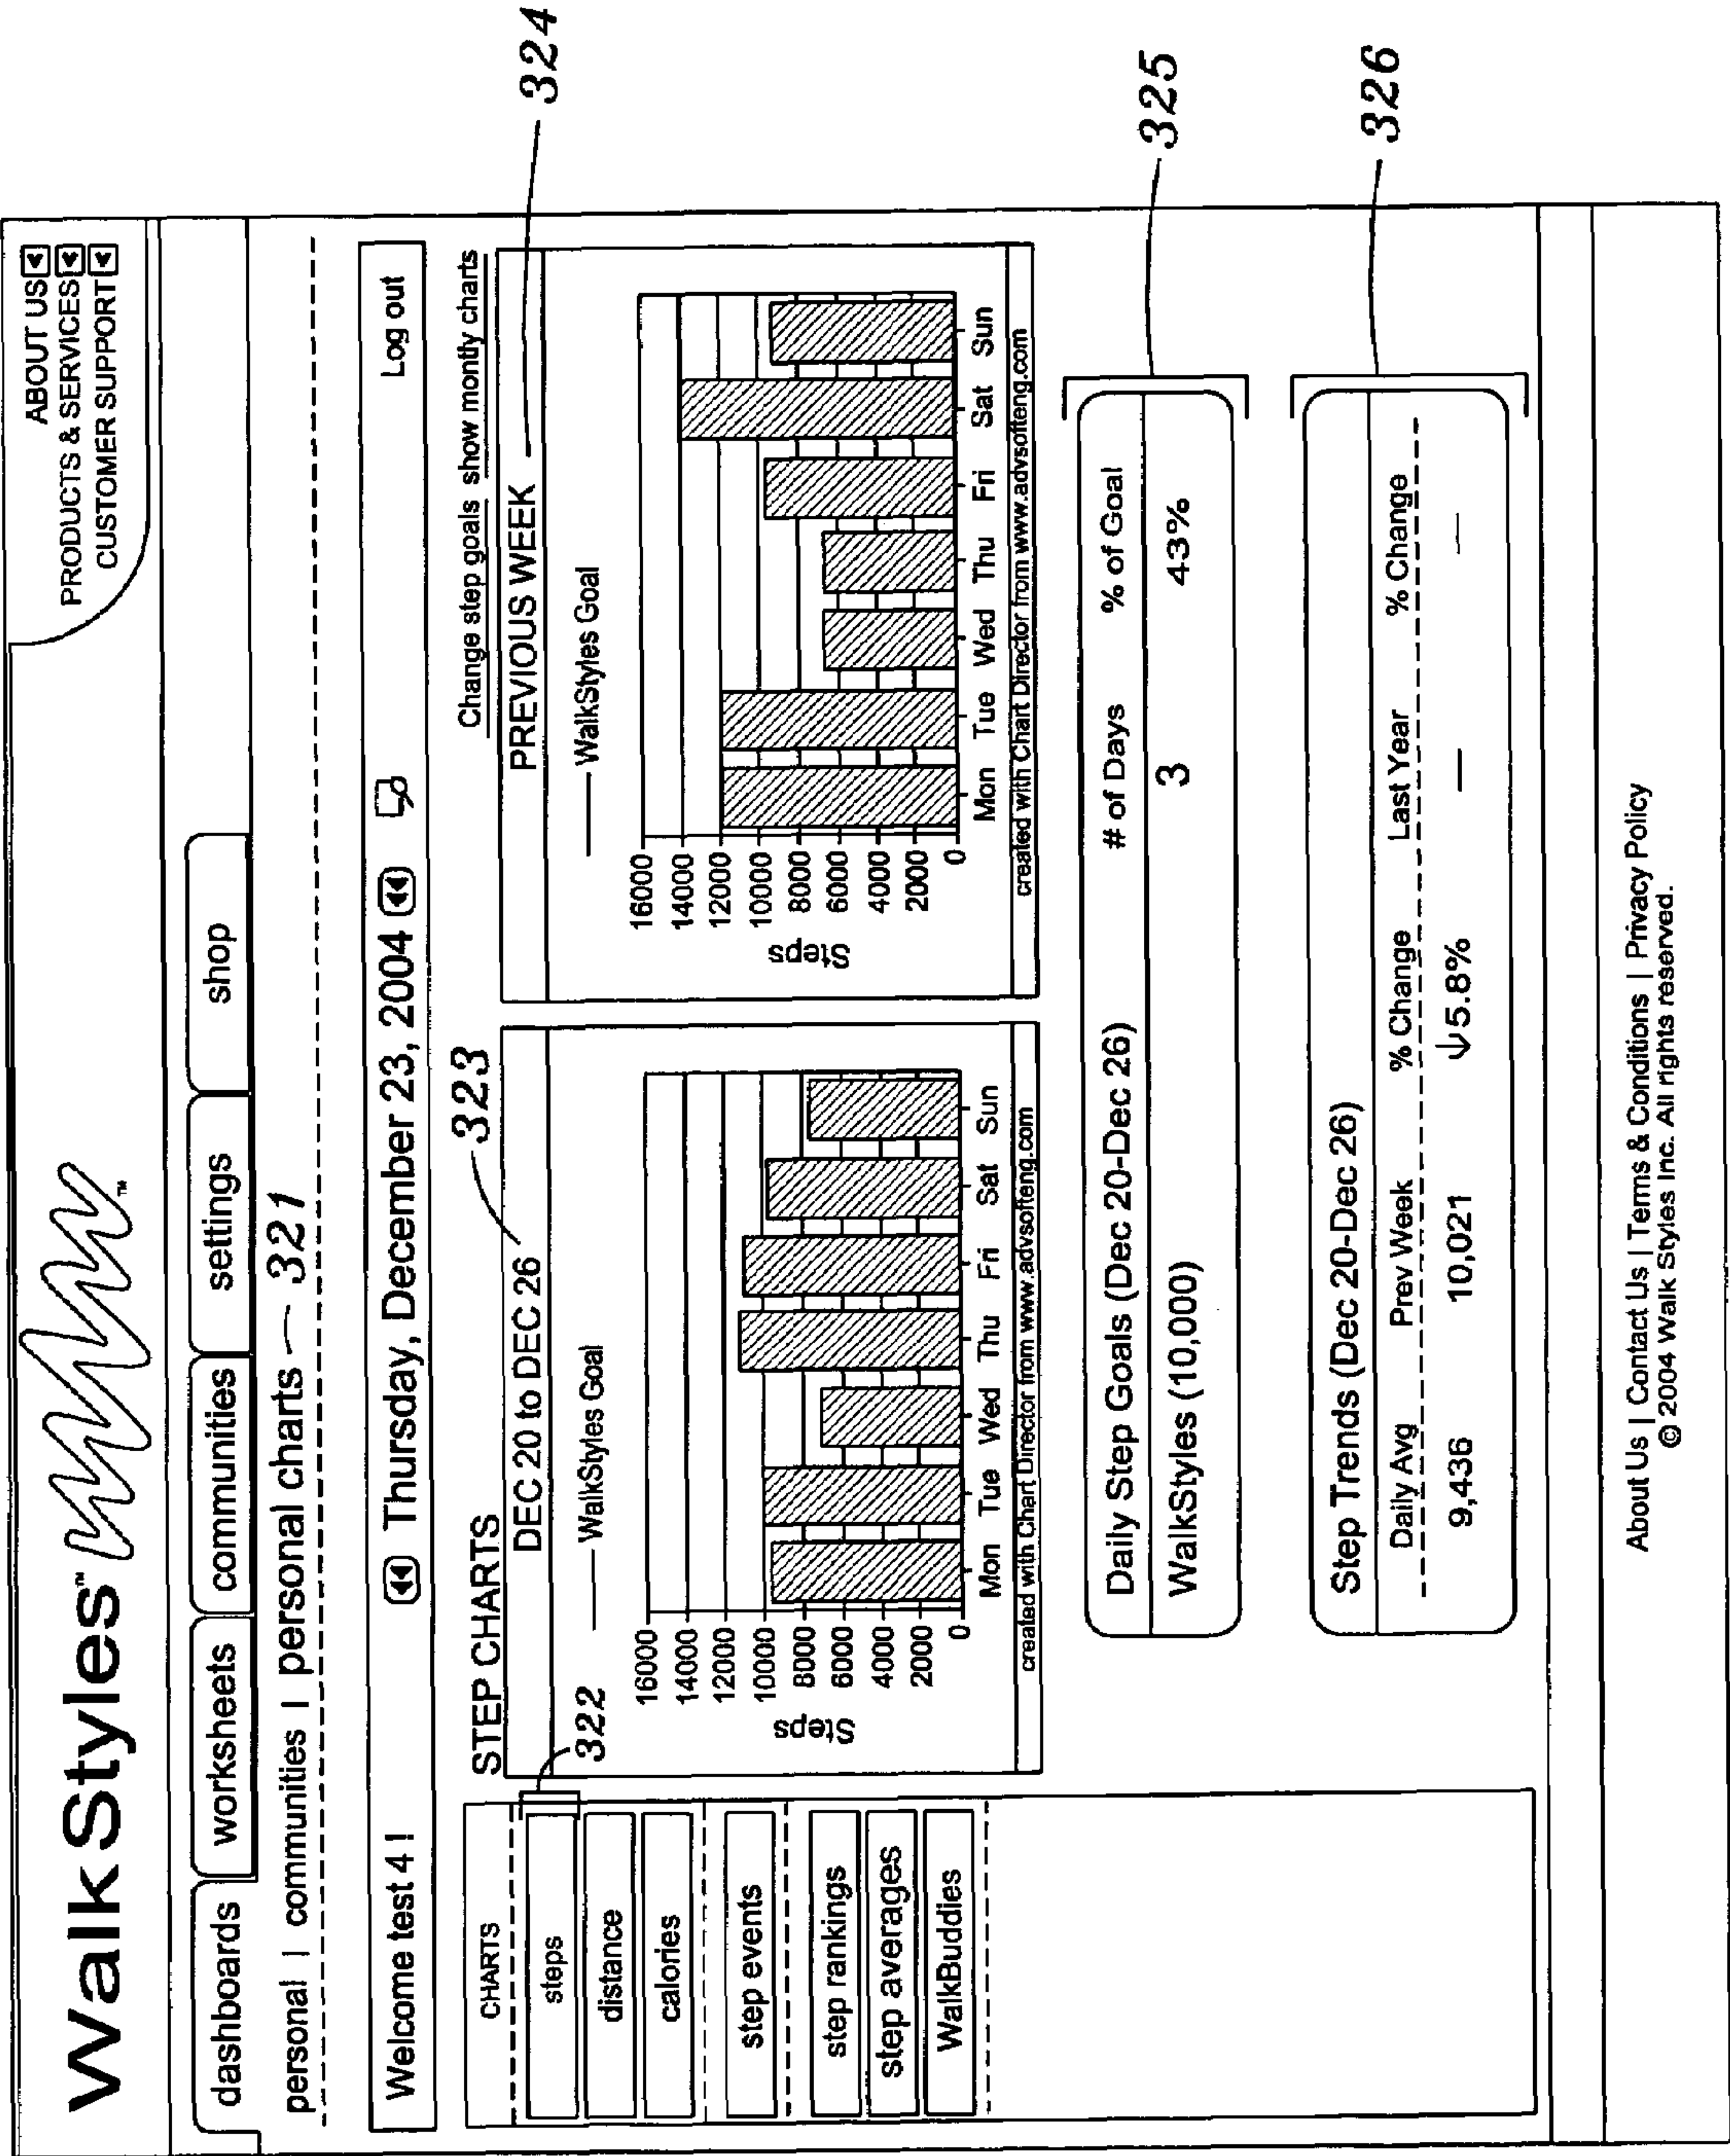 WalkStyles™
™
ABOUT US
PRODUCTS & SERVICES
CUSTOMER SUPPORT
dashboards worksheets communities settings shop
personal | communities | personal charts 321
Welcome test 4 ! Thursday, December 23, 2004 Log out
CHARTS
steps
distance
calories
step events
step rankings
step averages
WalkBuddies
322
STEP CHARTS
323
DEC 20 to DEC 26
WalkStyles Goal
Steps
16000
14000
12000
10000
8000
6000
4000
2000
0
Mon Tue Wed Thu Fri Sat Sun
created with Chart Director from www.advsofteng.com
Change step goals show montly charts
PREVIOUS WEEK
324
WalkStyles Goal
Steps
16000
14000
12000
10000
8000
6000
4000
2000
0
Mon Tue Wed Thu Fri Sat Sun
created with Chart Director from www.advsofteng.com
Daily Step Goals (Dec 20-Dec 26) # of Days % of Goal
WalkStyles (10,000) 3 43%
325
Step Trends (Dec 20-Dec 26)
Daily Avg Prev Week % Change Last Year % Change
9,436 10,021 ↓5.8% — —
326
About Us | Contact Us | Terms & Conditions | Privacy Policy
© 2004 Walk Styles Inc. All rights reserved.